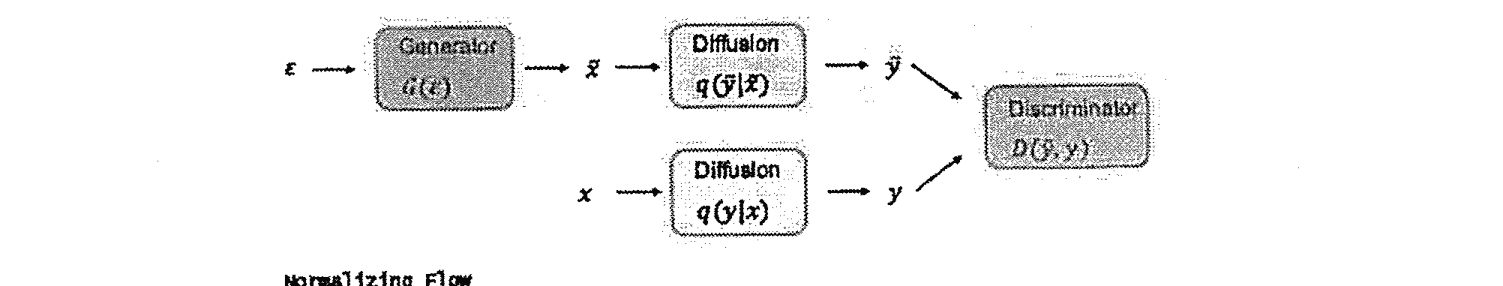 Generator
Diffusion
ε
x̃
ỹ
G(ε)
q(ỹ|x̃)
Discriminator
D(ỹ, y)
Diffusion
x
y
q(y|x)
Normalizing Flow